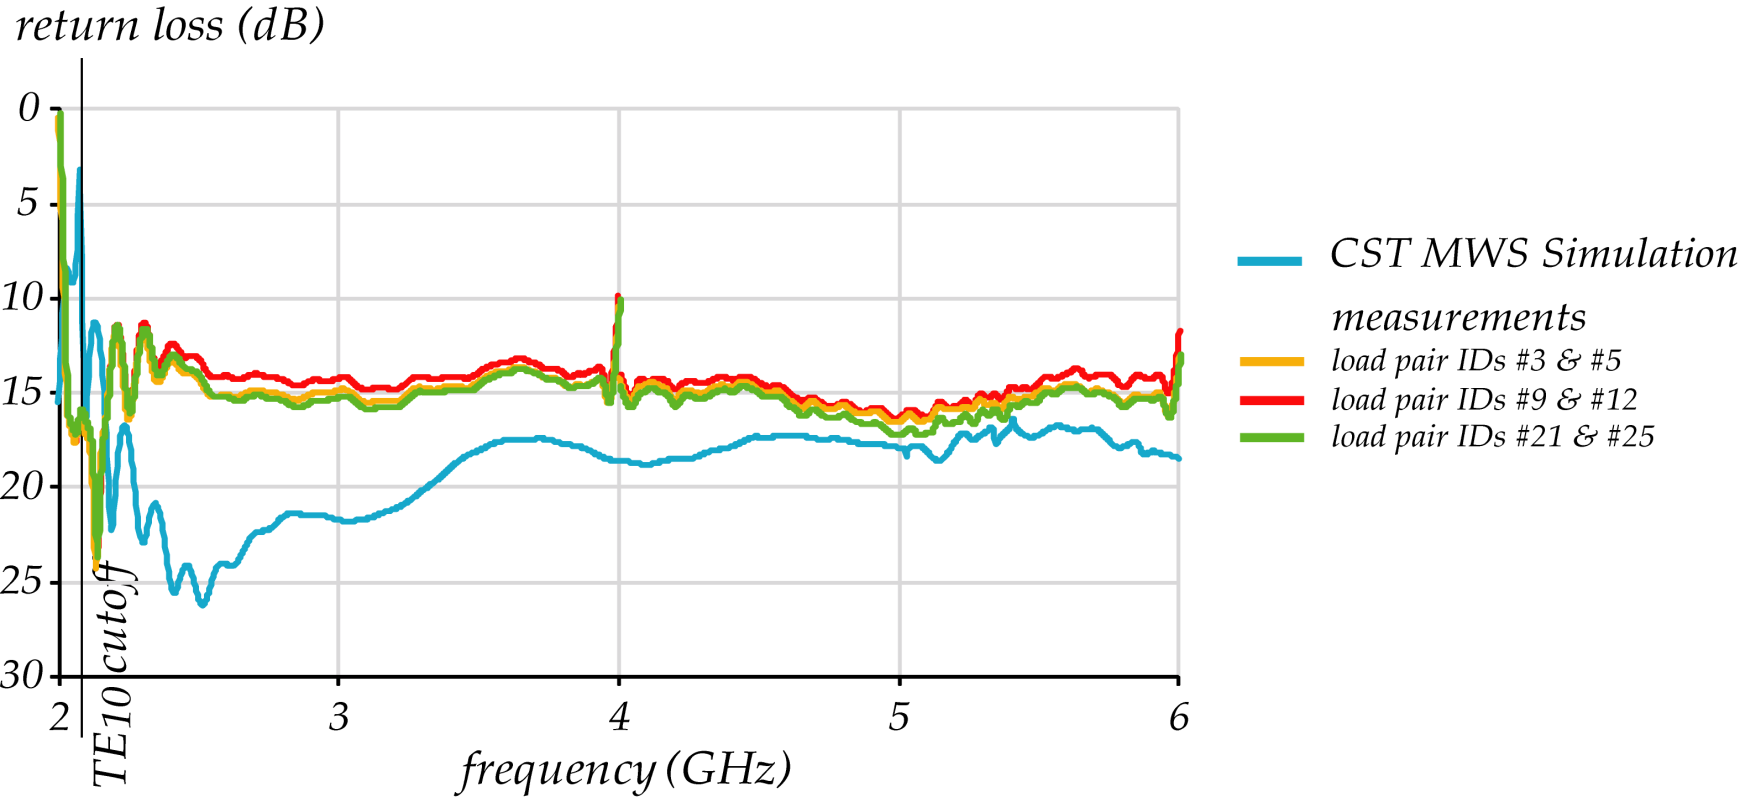 return loss (dB)
0
5
10
15
20
25
30
2
3
4
5
6
TE10 cutoff
frequency (GHz)
CST MWS Simulation
measurements
load pair IDs #3 & #5
load pair IDs #9 & #12
load pair IDs #21 & #25